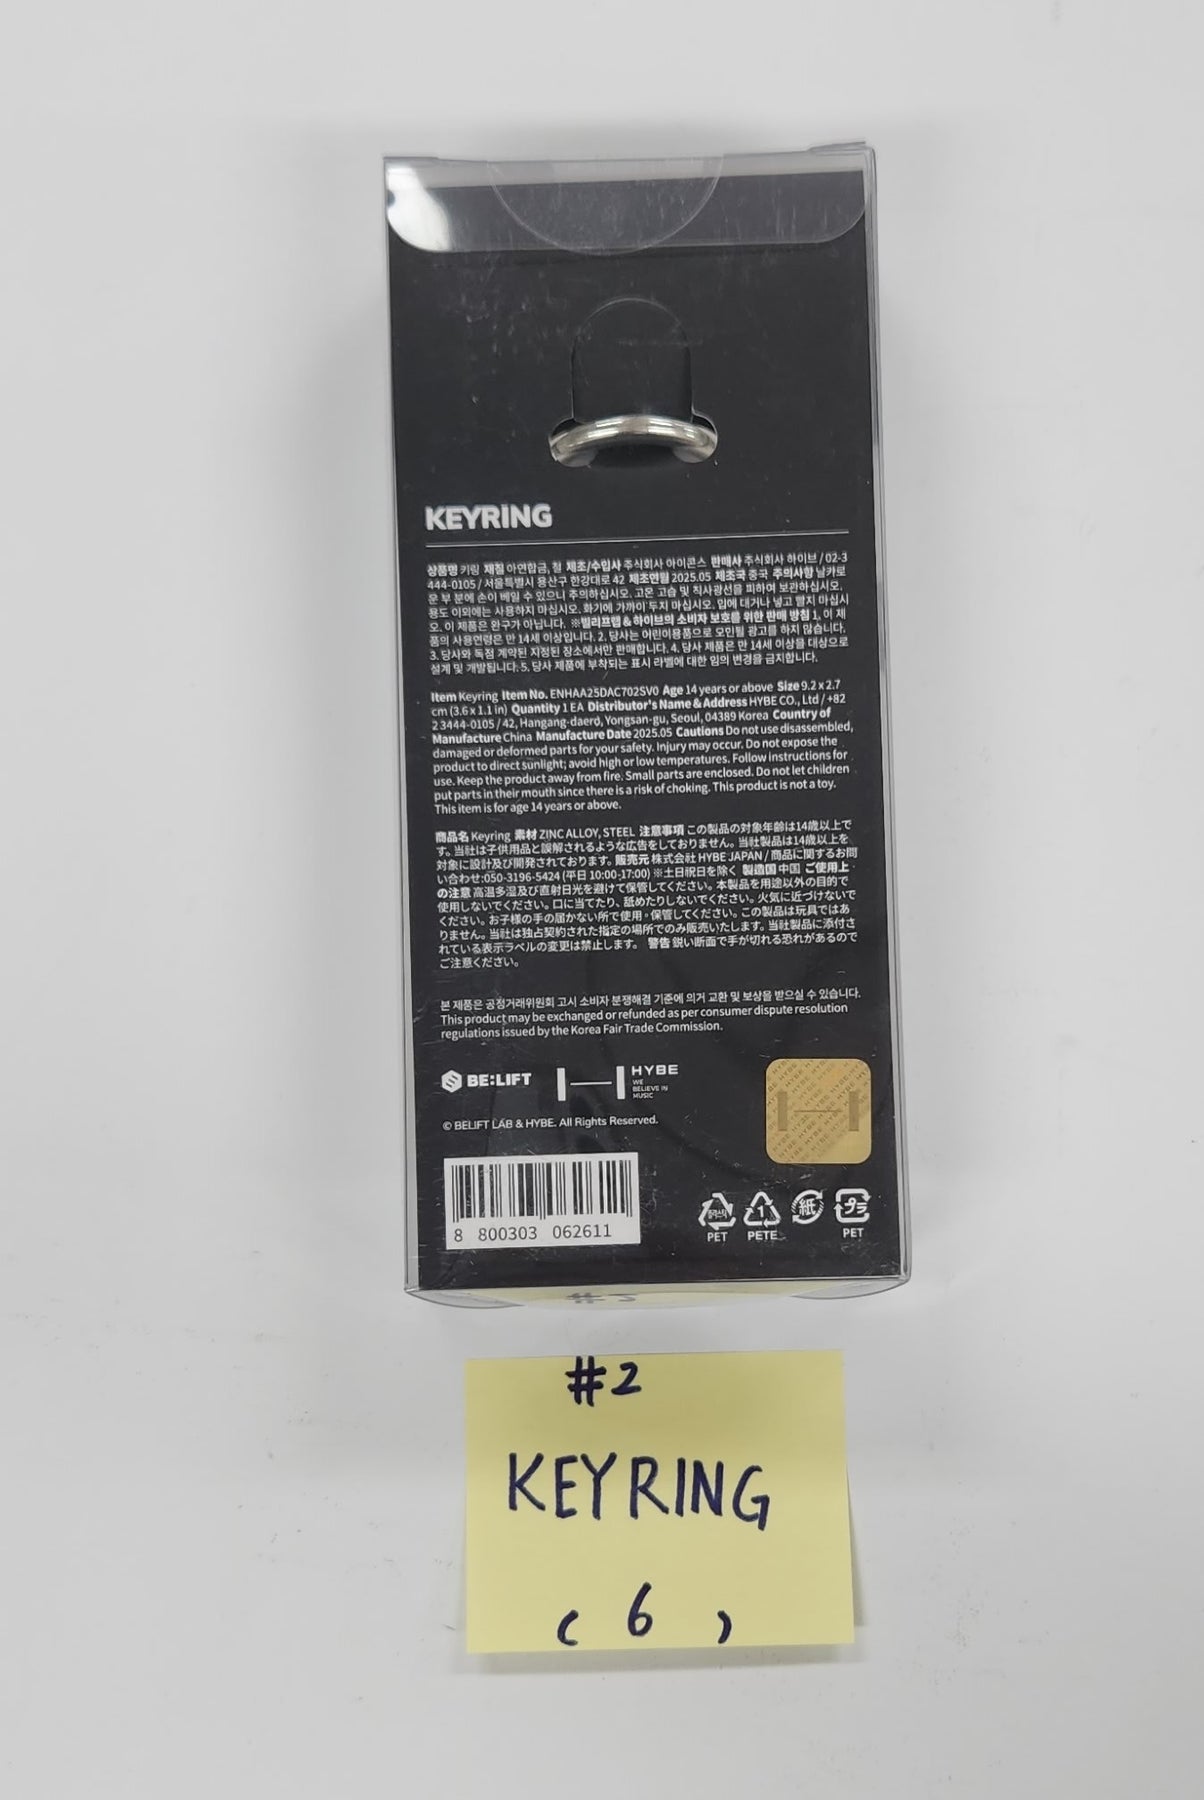 KEYRING
상품명 키링 재질 아연합금, 철 제조/수입사 주식회사 아이콘스 판매사 주식회사 하이브 / 02-3
444-0105 / 서울특별시 용산구 한강대로 42 제조연월 2025.05 제조국 중국 주의사항 날카로
운 부 분에 손이 베일 수 있으니 주의하십시오. 고온 고습 및 직사광선을 피하여 보관하십시오.
용도 이외에는 사용하지 마십시오. 화기에 가까이 두지 마십시오. 입에 대거나 넣고 빨지 마십시
오. 이 제품은 완구가 아닙니다. ※빌리프랩 & 하이브의 소비자 보호를 위한 판매 방침 1. 이 제
품의 사용연령은 만 14세 이상입니다. 2. 당사는 어린이용품으로 오인될 광고를 하지 않습니다.
3. 당사와 독점 계약된 지정된 장소에서만 판매합니다. 4. 당사 제품은 만 14세 이상을 대상으로
설계 및 개발됩니다. 5. 당사 제품에 부착되는 표시 라벨에 대한 임의 변경을 금지합니다.
Item Keyring Item No. ENHAA25DAC702SV0 Age 14 years or above Size 9.2 x 2.7
cm (3.6 x 1.1 in) Quantity 1 EA Distributor's Name & Address HYBE CO., Ltd / +82
2 3444-0105 / 42, Hangang-daero, Yongsan-gu, Seoul, 04389 Korea Country of
Manufacture China Manufacture Date 2025.05 Cautions Do not use disassembled,
damaged or deformed parts for your safety. Injury may occur. Do not expose the
product to direct sunlight; avoid high or low temperatures. Follow instructions for
use. Keep the product away from fire. Small parts are enclosed. Do not let children
put parts in their mouth since there is a risk of choking. This product is not a toy.
This item is for age 14 years or above.
商品名 Keyring 素材 ZINC ALLOY, STEEL 注意事項 この製品の対象年齢は14歳以上で
す。当社は子供用品と誤解されるような広告をしておりません。当社製品は14歳以上を
対象に設計及び開発されております。販売元 株式会社 HYBE JAPAN / 商品に関するお問
い合わせ:050-3196-5424 (平日 10:00-17:00) ※土日祝日を除く 製造国 中国 ご使用上
の注意 高温多湿及び直射日光を避けて保管してください。本製品を用途以外の目的で
使用しないでください。口に当てたり、舐めたりしないでください。火気に近づけないで
ください。お子様の手の届かない所で使用・保管してください。この製品は玩具ではあ
りません。当社は独占契約された指定の場所でのみ販売いたします。当社製品に添付さ
れている表示ラベルの変更は禁止します。 警告 鋭い断面で手が切れる恐れがあるので
ご注意ください。
본 제품은 공정거래위원회 고시 소비자 분쟁해결 기준에 의거 교환 및 보상을 받으실 수 있습니다.
This product may be exchanged or refunded as per consumer dispute resolution
regulations issued by the Korea Fair Trade Commission.
BE:LIFT HYBE
WE
BELIEVE IN
MUSIC
© BELIFT LAB & HYBE. All Rights Reserved.
8 800303 062611
1 紙 プラ
PET PETE PET
#2
KEYRING
( 6 )